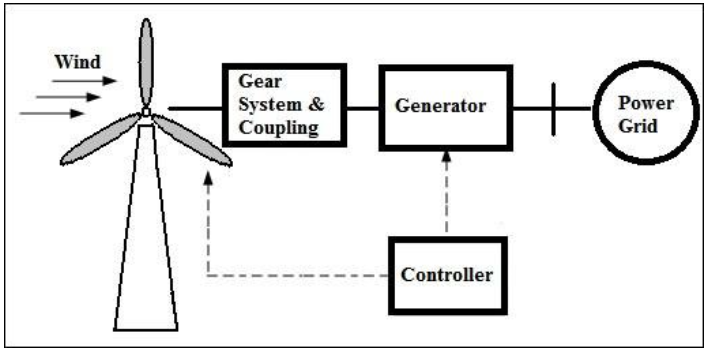 Wind
Gear
System &
Coupling
Generator
Power
Grid
Controller